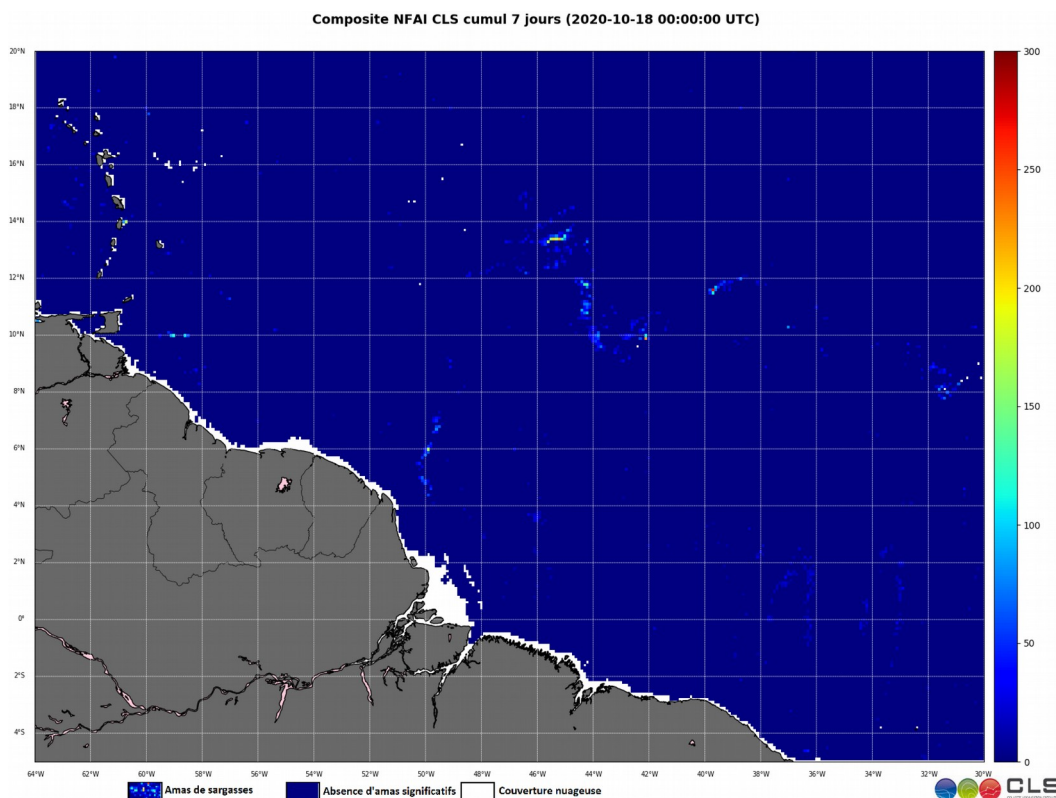 Composite NFAI CLS cumul 7 jours (2020-10-18 00:00:00 UTC)
20°N
18°N
16°N
14°N
12°N
10°N
8°N
6°N
4°N
2°N
0°
2°S
4°S
300
250
200
150
100
50
0
64°W 62°W 60°W 58°W 56°W 54°W 52°W 50°W 48°W 46°W 44°W 42°W 40°W 38°W 36°W 34°W 32°W 30°W
Amas de sargasses Absence d'amas significatifs Couverture nuageuse
CLS